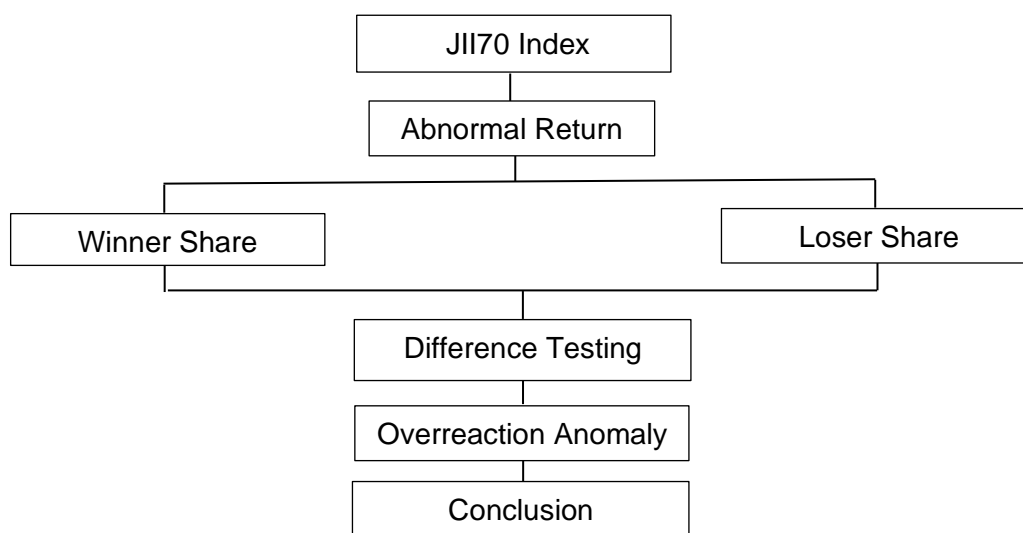 JII70 Index
Abnormal Return
Winner Share
Loser Share
Difference Testing
Overreaction Anomaly
Conclusion